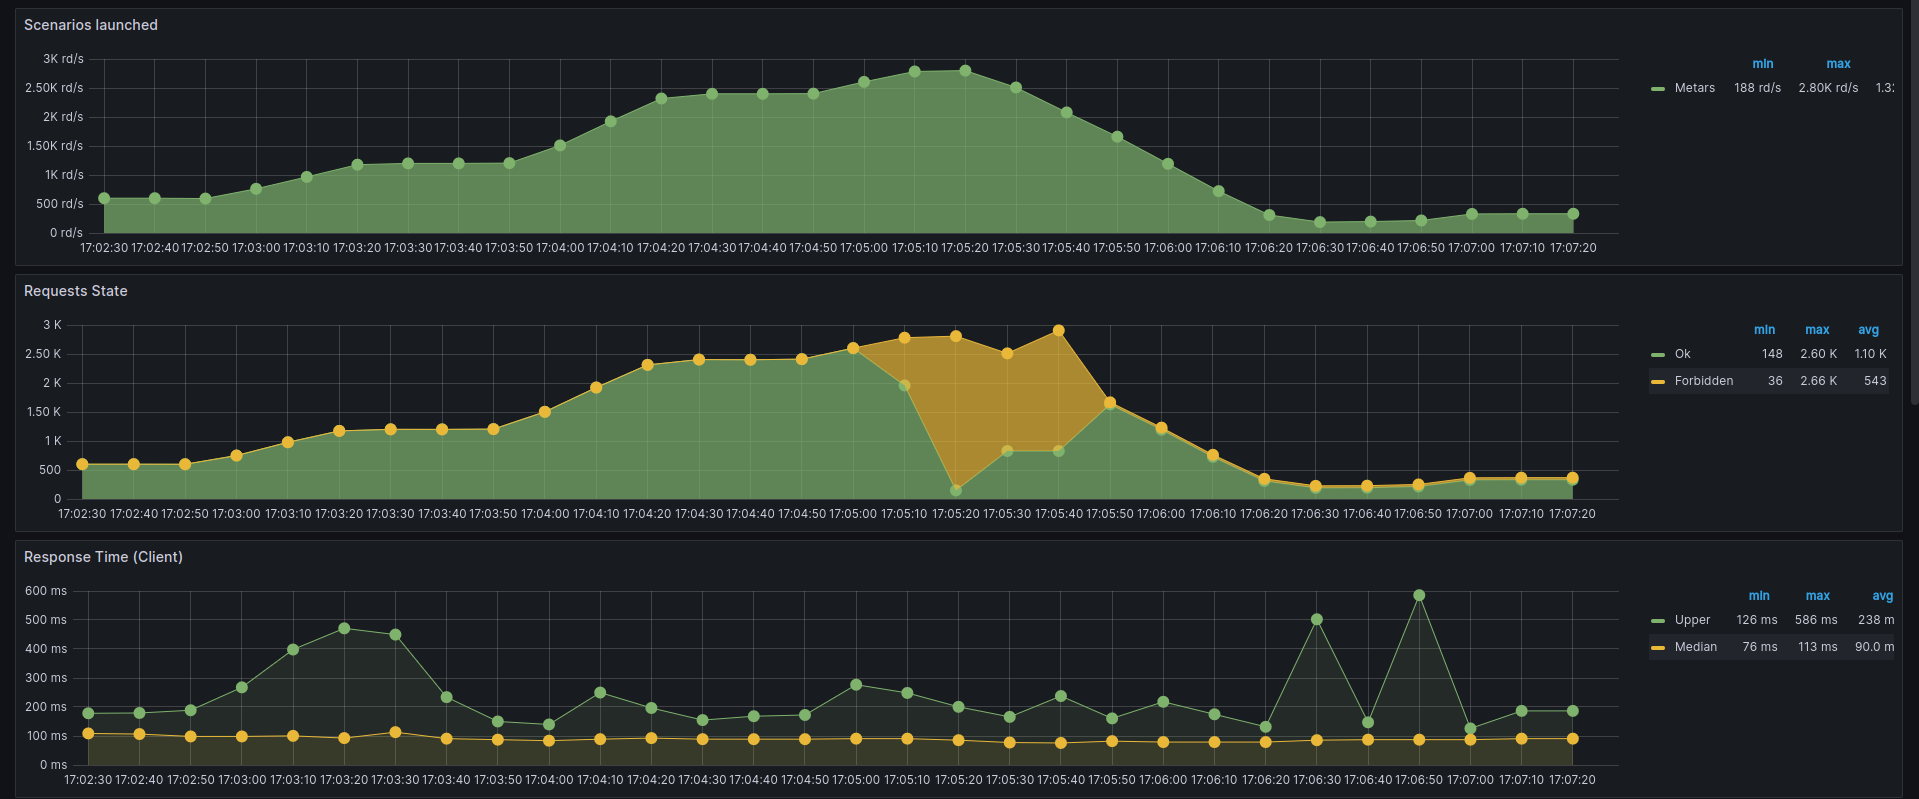 Scenarios launched
min max
3K rd/s
2.50K rd/s
2K rd/s
1.50K rd/s
1K rd/s
500 rd/s
0 rd/s
Metars 188 rd/s 2.80K rd/s
17:02:30 17:02:40 17:02:50 17:03:00 17:03:10 17:03:20 17:03:30 17:03:40 17:03:50 17:04:00 17:04:10 17:04:20 17:04:30 17:04:40 17:04:50 17:05:00 17:05:10 17:05:20 17:05:30 17:05:40 17:05:50 17:06:00 17:06:10 17:06:20 17:06:30 17:06:40 17:06:50 17:07:00 17:07:10 17:07:20
Requests State
3 K
2.50 K
2 K
1.50 K
1 K
500
0
min max avg
Ok 148 2.60 K 1.10 K
Forbidden 36 2.66 K 543
17:02:30 17:02:40 17:02:50 17:03:00 17:03:10 17:03:20 17:03:30 17:03:40 17:03:50 17:04:00 17:04:10 17:04:20 17:04:30 17:04:40 17:04:50 17:05:00 17:05:10 17:05:20 17:05:30 17:05:40 17:05:50 17:06:00 17:06:10 17:06:20 17:06:30 17:06:40 17:06:50 17:07:00 17:07:10 17:07:20
Response Time (Client)
600 ms
500 ms
400 ms
300 ms
200 ms
100 ms
0 ms
min max avg
Upper 126 ms 586 ms 238 m
Median 76 ms 113 ms 90.0 m
17:02:30 17:02:40 17:02:50 17:03:00 17:03:10 17:03:20 17:03:30 17:03:40 17:03:50 17:04:00 17:04:10 17:04:20 17:04:30 17:04:40 17:04:50 17:05:00 17:05:10 17:05:20 17:05:30 17:05:40 17:05:50 17:06:00 17:06:10 17:06:20 17:06:30 17:06:40 17:06:50 17:07:00 17:07:10 17:07:20